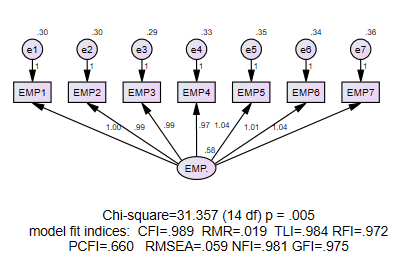 .30 .30 .29 .33 .35 .34 .36
e1 e2 e3 e4 e5 e6 e7
1 1 1 1 1 1 1
EMP1 EMP2 EMP3 EMP4 EMP5 EMP6 EMP7
1.00 .99 .99 .97 1.04 1.01 1.04
.58
EMP.
Chi-square=31.357 (14 df) p = .005
model fit indices: CFI=.989 RMR=.019 TLI=.984 RFI=.972
PCFI=.660 RMSEA=.059 NFI=.981 GFI=.975